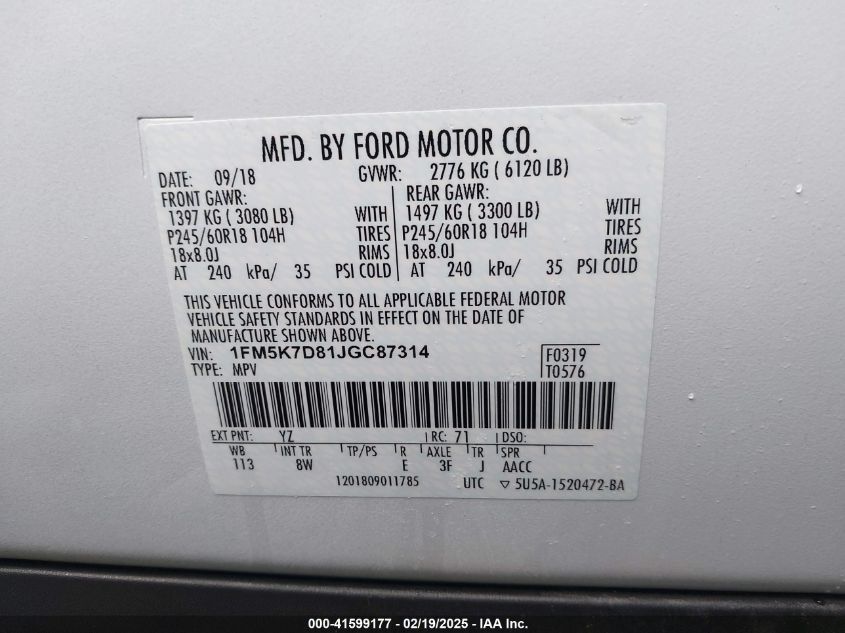 MFD. BY FORD MOTOR CO.
DATE: 09/18 GVWR: 2776 KG ( 6120 LB)
FRONT GAWR: REAR GAWR:
1397 KG ( 3080 LB) WITH 1497 KG ( 3300 LB) WITH
P245/60R18 104H TIRES P245/60R18 104H TIRES
18x8.0J RIMS 18x8.0J RIMS
AT 240 kPa/ 35 PSI COLD AT 240 kPa/ 35 PSI COLD
THIS VEHICLE CONFORMS TO ALL APPLICABLE FEDERAL MOTOR
VEHICLE SAFETY STANDARDS IN EFFECT ON THE DATE OF
MANUFACTURE SHOWN ABOVE.
VIN: 1FM5K7D81JGC87314 F0319
TYPE: MPV T0576
EXT PNT: YZ RC: 71 DSO:
WB INT TR TP/PS R AXLE TR SPR
113 8W E 3F J AACC
1201809011785 UTC ▽ 5U5A-1520472-BA
000-41599177 - 02/19/2025 - IAA Inc.